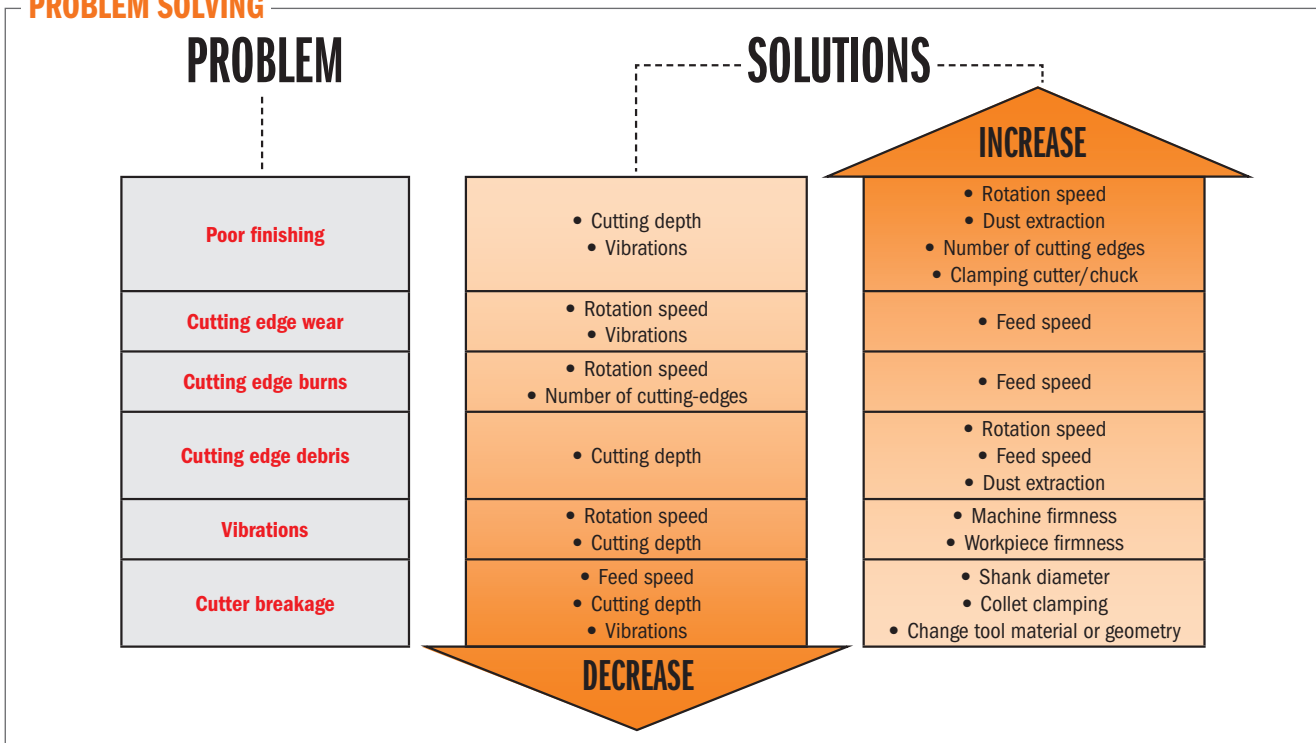 PROBLEM SOLVING
PROBLEM
SOLUTIONS
INCREASE
Poor finishing
• Cutting depth
• Vibrations
• Rotation speed
• Dust extraction
• Number of cutting edges
• Clamping cutter/chuck
Cutting edge wear
• Rotation speed
• Vibrations
• Feed speed
Cutting edge burns
• Rotation speed
• Number of cutting-edges
• Feed speed
Cutting edge debris
• Cutting depth
• Rotation speed
• Feed speed
• Dust extraction
Vibrations
• Rotation speed
• Cutting depth
• Machine firmness
• Workpiece firmness
Cutter breakage
• Feed speed
• Cutting depth
• Vibrations
• Shank diameter
• Collet clamping
• Change tool material or geometry
DECREASE